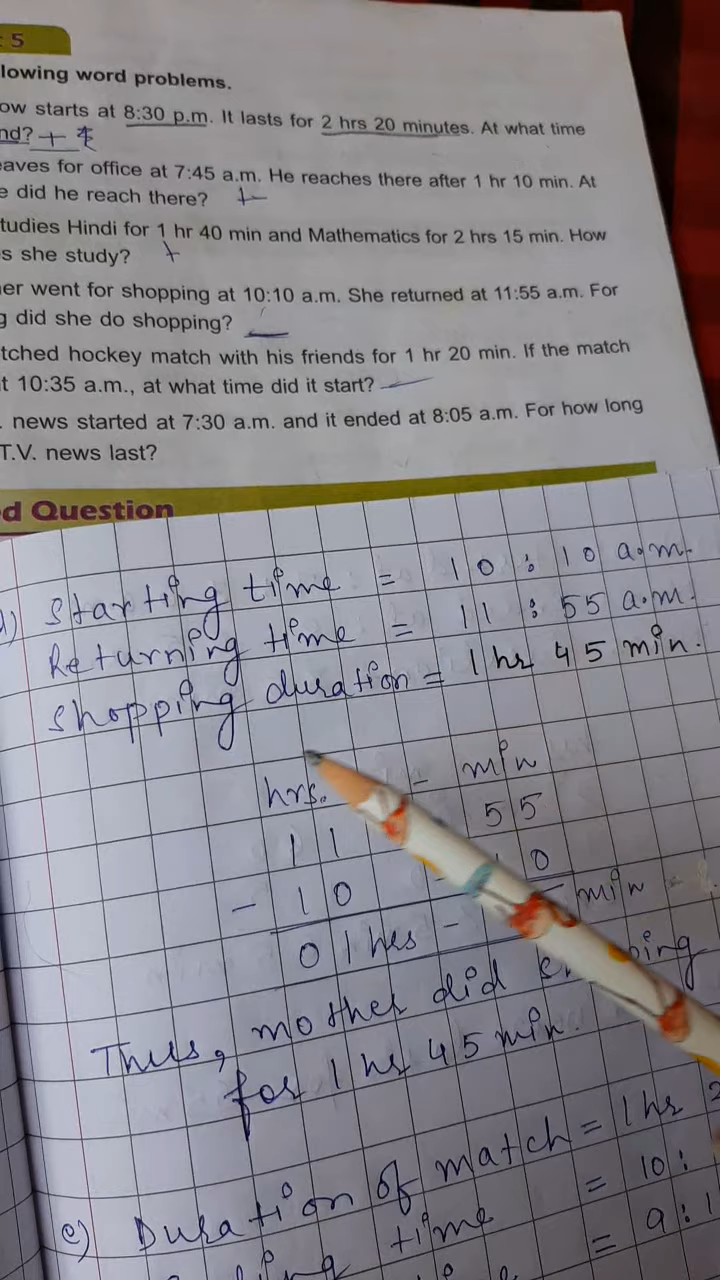 5
lowing word problems.
ow starts at 8:30 p.m. It lasts for 2 hrs 20 minutes. At what time
nd? +
eaves for office at 7:45 a.m. He reaches there after 1 hr 10 min. At
e did he reach there? +
tudies Hindi for 1 hr 40 min and Mathematics for 2 hrs 15 min. How
s she study? +
er went for shopping at 10:10 a.m. She returned at 11:55 a.m. For
g did she do shopping? —
tched hockey match with his friends for 1 hr 20 min. If the match
t 10:35 a.m., at what time did it start? —
. news started at 7:30 a.m. and it ended at 8:05 a.m. For how long
T.V. news last?
d Question
d) Starting time = 10 : 10 a.m.
Returning time = 11 : 55 a.m.
Shopping duration = 1 hr 45 min.
hrs. - min
11 55
- 10 - 0
01 hrs - min
Thus, mother did ping
for 1 hr 45 min.
e) Duration of match = 1 hr 2
time = 10:
= 9:1